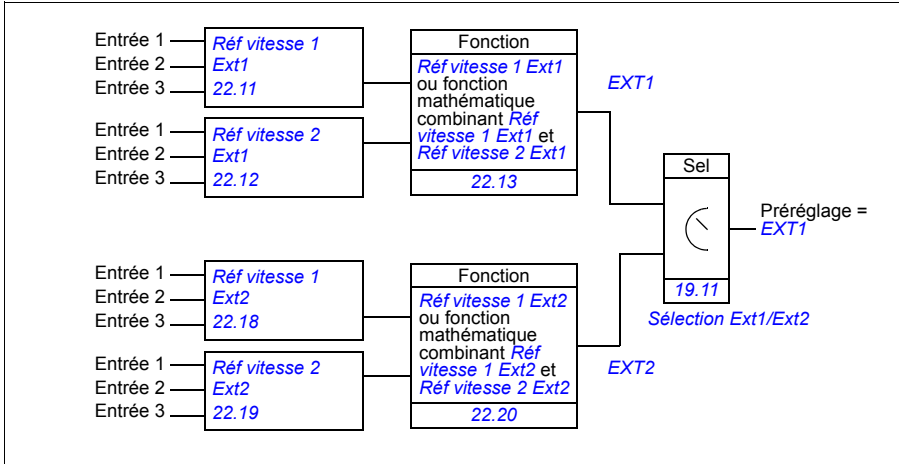 Entrée 1
Entrée 2
Entrée 3
Réf vitesse 1
Ext1
22.11
Entrée 1
Entrée 2
Entrée 3
Réf vitesse 2
Ext1
22.12
Fonction
Réf vitesse 1 Ext1
ou fonction
mathématique
combinant Réf
vitesse 1 Ext1 et
Réf vitesse 2 Ext1
22.13
EXT1
Sel
19.11
Préréglage =
EXT1
Sélection Ext1/Ext2
Entrée 1
Entrée 2
Entrée 3
Réf vitesse 1
Ext2
22.18
Entrée 1
Entrée 2
Entrée 3
Réf vitesse 2
Ext2
22.19
Fonction
Réf vitesse 1 Ext2
ou fonction
mathématique
combinant Réf
vitesse 1 Ext2 et
Réf vitesse 2 Ext2
22.20
EXT2